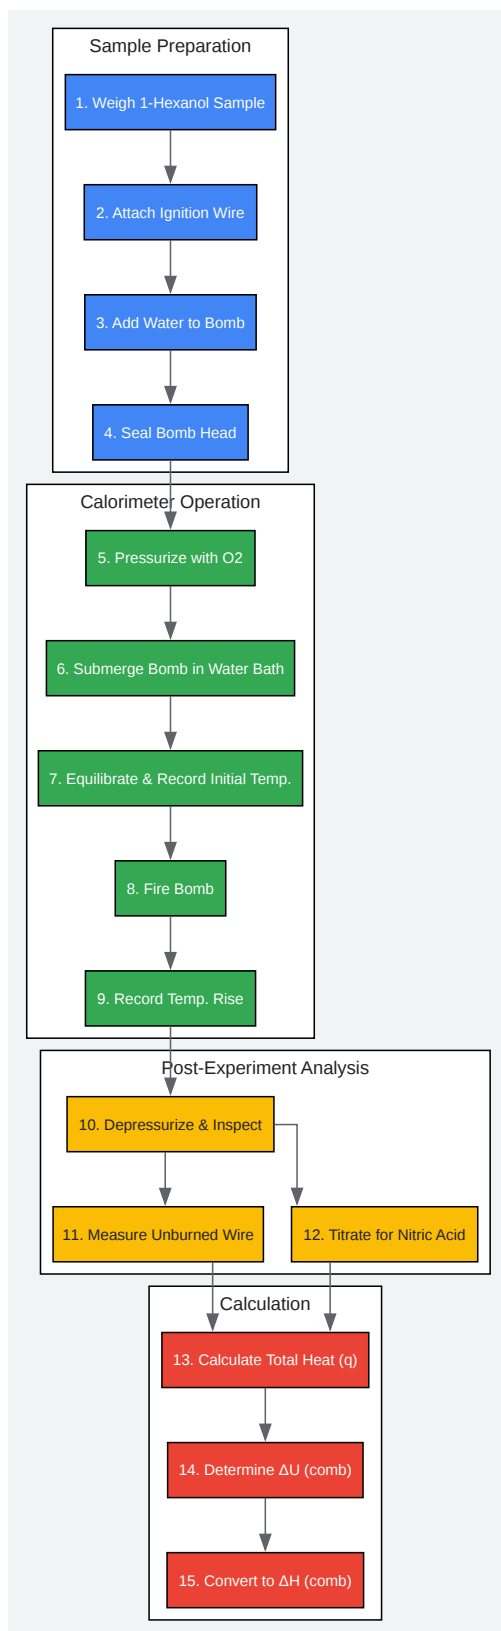 Sample Preparation
1. Weigh 1-Hexanol Sample
2. Attach Ignition Wire
3. Add Water to Bomb
4. Seal Bomb Head
Calorimeter Operation
5. Pressurize with O2
6. Submerge Bomb in Water Bath
7. Equilibrate & Record Initial Temp.
8. Fire Bomb
9. Record Temp. Rise
Post-Experiment Analysis
10. Depressurize & Inspect
11. Measure Unburned Wire
12. Titrate for Nitric Acid
Calculation
13. Calculate Total Heat (q)
14. Determine ΔU (comb)
15. Convert to ΔH (comb)